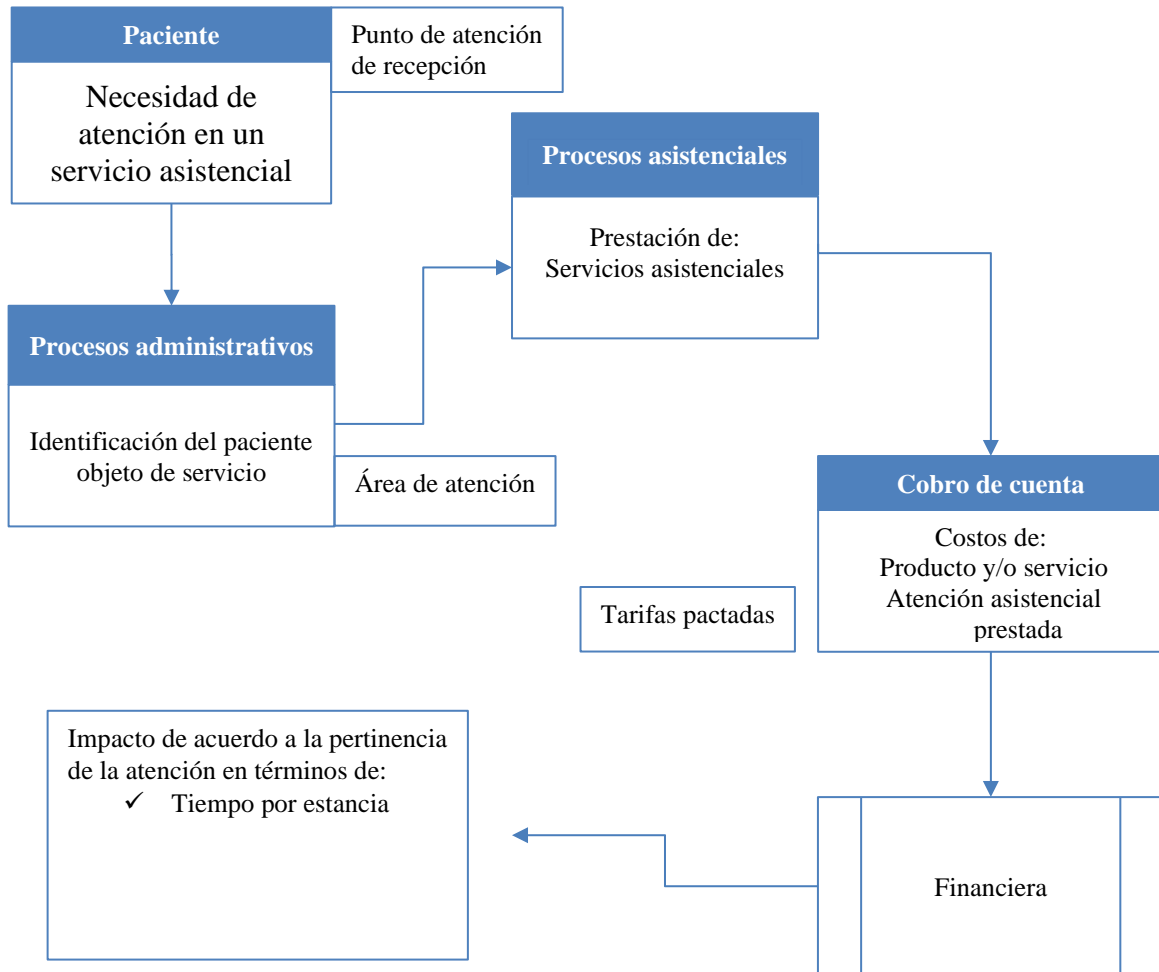 Paciente
Necesidad de
atención en un
servicio asistencial
Punto de atención
de recepción
Procesos administrativos
Identificación del paciente
objeto de servicio
Área de atención
Procesos asistenciales
Prestación de:
Servicios asistenciales
Cobro de cuenta
Costos de:
Producto y/o servicio
Atención asistencial
prestada
Tarifas pactadas
Financiera
Impacto de acuerdo a la pertinencia
de la atención en términos de:
✓ Tiempo por estancia